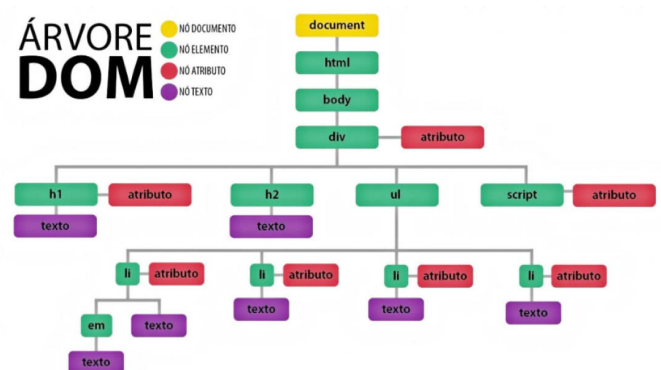 ÁRVORE
DOM
NÓ DOCUMENTO
NÓ ELEMENTO
NÓ ATRIBUTO
NÓ TEXTO
document
html
body
div
atributo
h1
atributo
h2
ul
script
atributo
texto
texto
li
atributo
li
atributo
li
atributo
li
atributo
texto
texto
texto
em
texto
texto